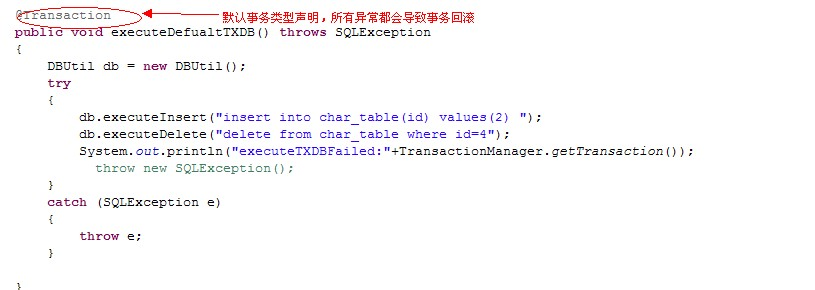 @Transaction 默认事务类型声明，所有异常都会导致事务回滚
public void executeDefualtTXDB() throws SQLException
{
DBUtil db = new DBUtil();
try
{
db.executeInsert("insert into char_table(id) values(2) ");
db.executeDelete("delete from char_table where id=4");
System.out.println("executeTXDBFailed:"+TransactionManager.getTransaction());
throw new SQLException();
}
catch (SQLException e)
{
throw e;
}
}